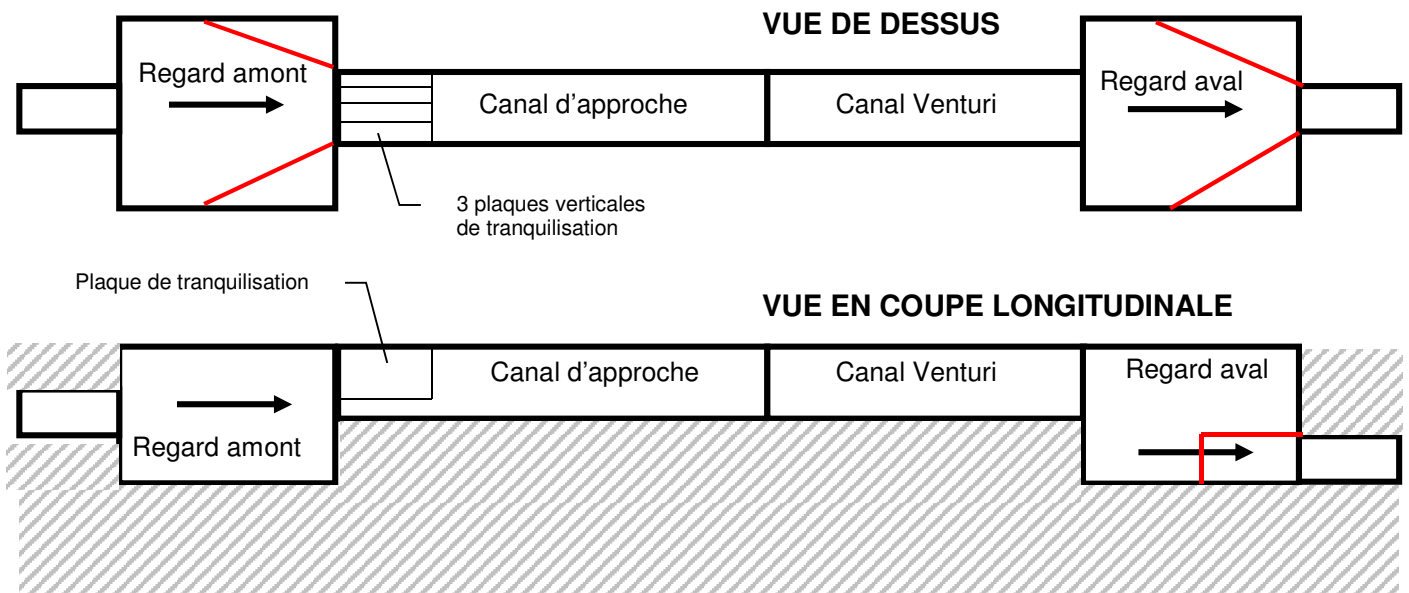 VUE DE DESSUS
Regard amont
Canal d'approche
Canal Venturi
Regard aval
3 plaques verticales
de tranquilisation
Plaque de tranquilisation
VUE EN COUPE LONGITUDINALE
Canal d'approche
Canal Venturi
Regard aval
Regard amont